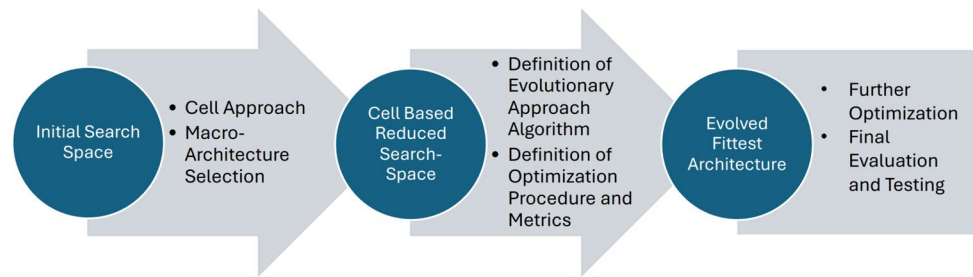 Initial Search
Space
• Cell Approach
• Macro-
Architecture
Selection
Cell Based
Reduced
Search-
Space
• Definition of
Evolutionary
Approach
Algorithm
• Definition of
Optimization
Procedure and
Metrics
Evolved
Fittest
Architecture
• Further
Optimization
• Final
Evaluation
and Testing